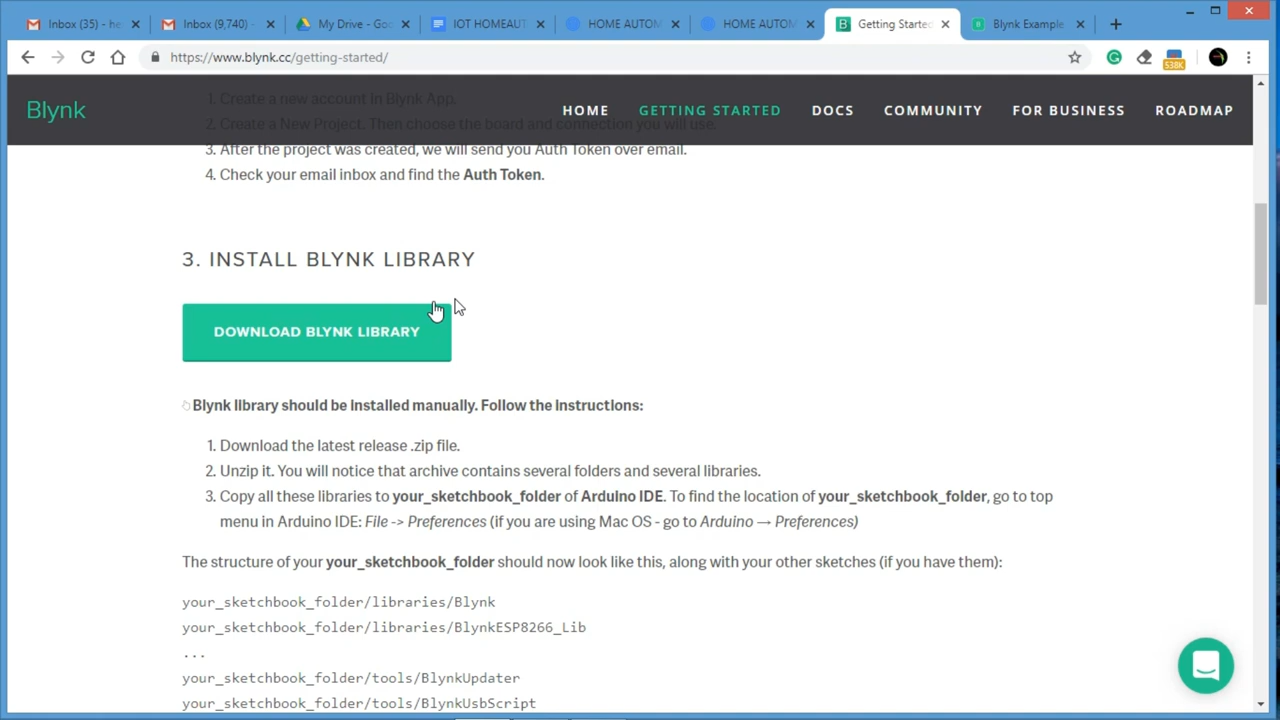 Inbox (35) - he
Inbox (9,740) -
My Drive - Goo
IOT HOMEAUT
HOME AUTOM
HOME AUTOM
Getting Started
Blynk Example
https://www.blynk.cc/getting-started/
538K
Blynk
HOME
GETTING STARTED
DOCS
COMMUNITY
FOR BUSINESS
ROADMAP
1. Create a new account in Blynk App.
2. Create a New Project. Then choose the board and connection you will use.
3. After the project was created, we will send you Auth Token over email.
4. Check your email inbox and find the Auth Token.
3. INSTALL BLYNK LIBRARY
DOWNLOAD BLYNK LIBRARY
Blynk library should be installed manually. Follow the instructions:
1. Download the latest release .zip file.
2. Unzip it. You will notice that archive contains several folders and several libraries.
3. Copy all these libraries to your_sketchbook_folder of Arduino IDE. To find the location of your_sketchbook_folder, go to top
menu in Arduino IDE: File -> Preferences (if you are using Mac OS - go to Arduino → Preferences)
The structure of your your_sketchbook_folder should now look like this, along with your other sketches (if you have them):
your_sketchbook_folder/libraries/Blynk
your_sketchbook_folder/libraries/BlynkESP8266_Lib
...
your_sketchbook_folder/tools/BlynkUpdater
your_sketchbook_folder/tools/BlynkUsbScript